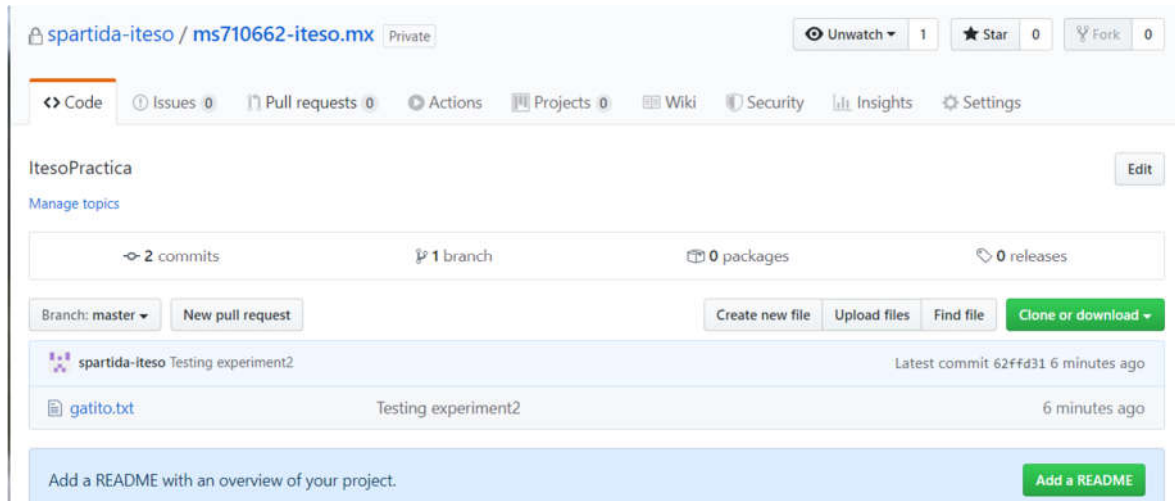 spartida-iteso / ms710662-iteso.mx Private Unwatch 1 Star 0 Fork 0
Code Issues 0 Pull requests 0 Actions Projects 0 Wiki Security Insights Settings
ItesoPractica Edit
Manage topics
2 commits 1 branch 0 packages 0 releases
Branch: master New pull request Create new file Upload files Find file Clone or download
spartida-iteso Testing experiment2 Latest commit 62ffd31 6 minutes ago
gatito.txt Testing experiment2 6 minutes ago
Add a README with an overview of your project. Add a README